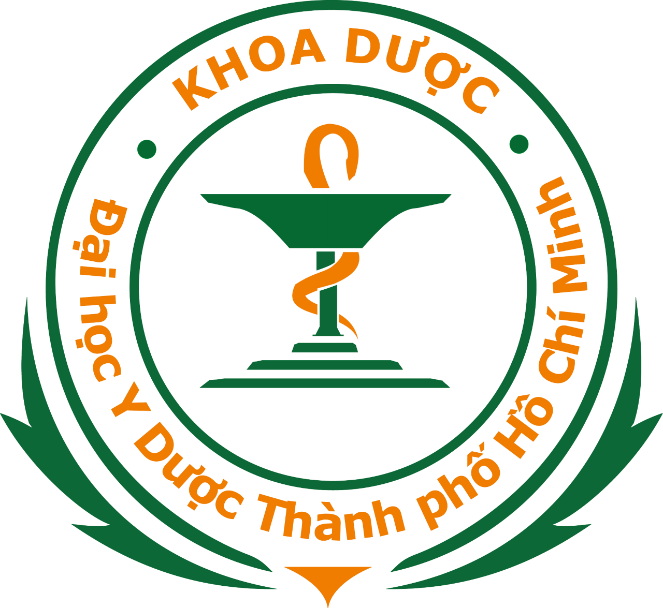 KHOA DƯỢC
Đại học Y Dược Thành phố Hồ Chí Minh